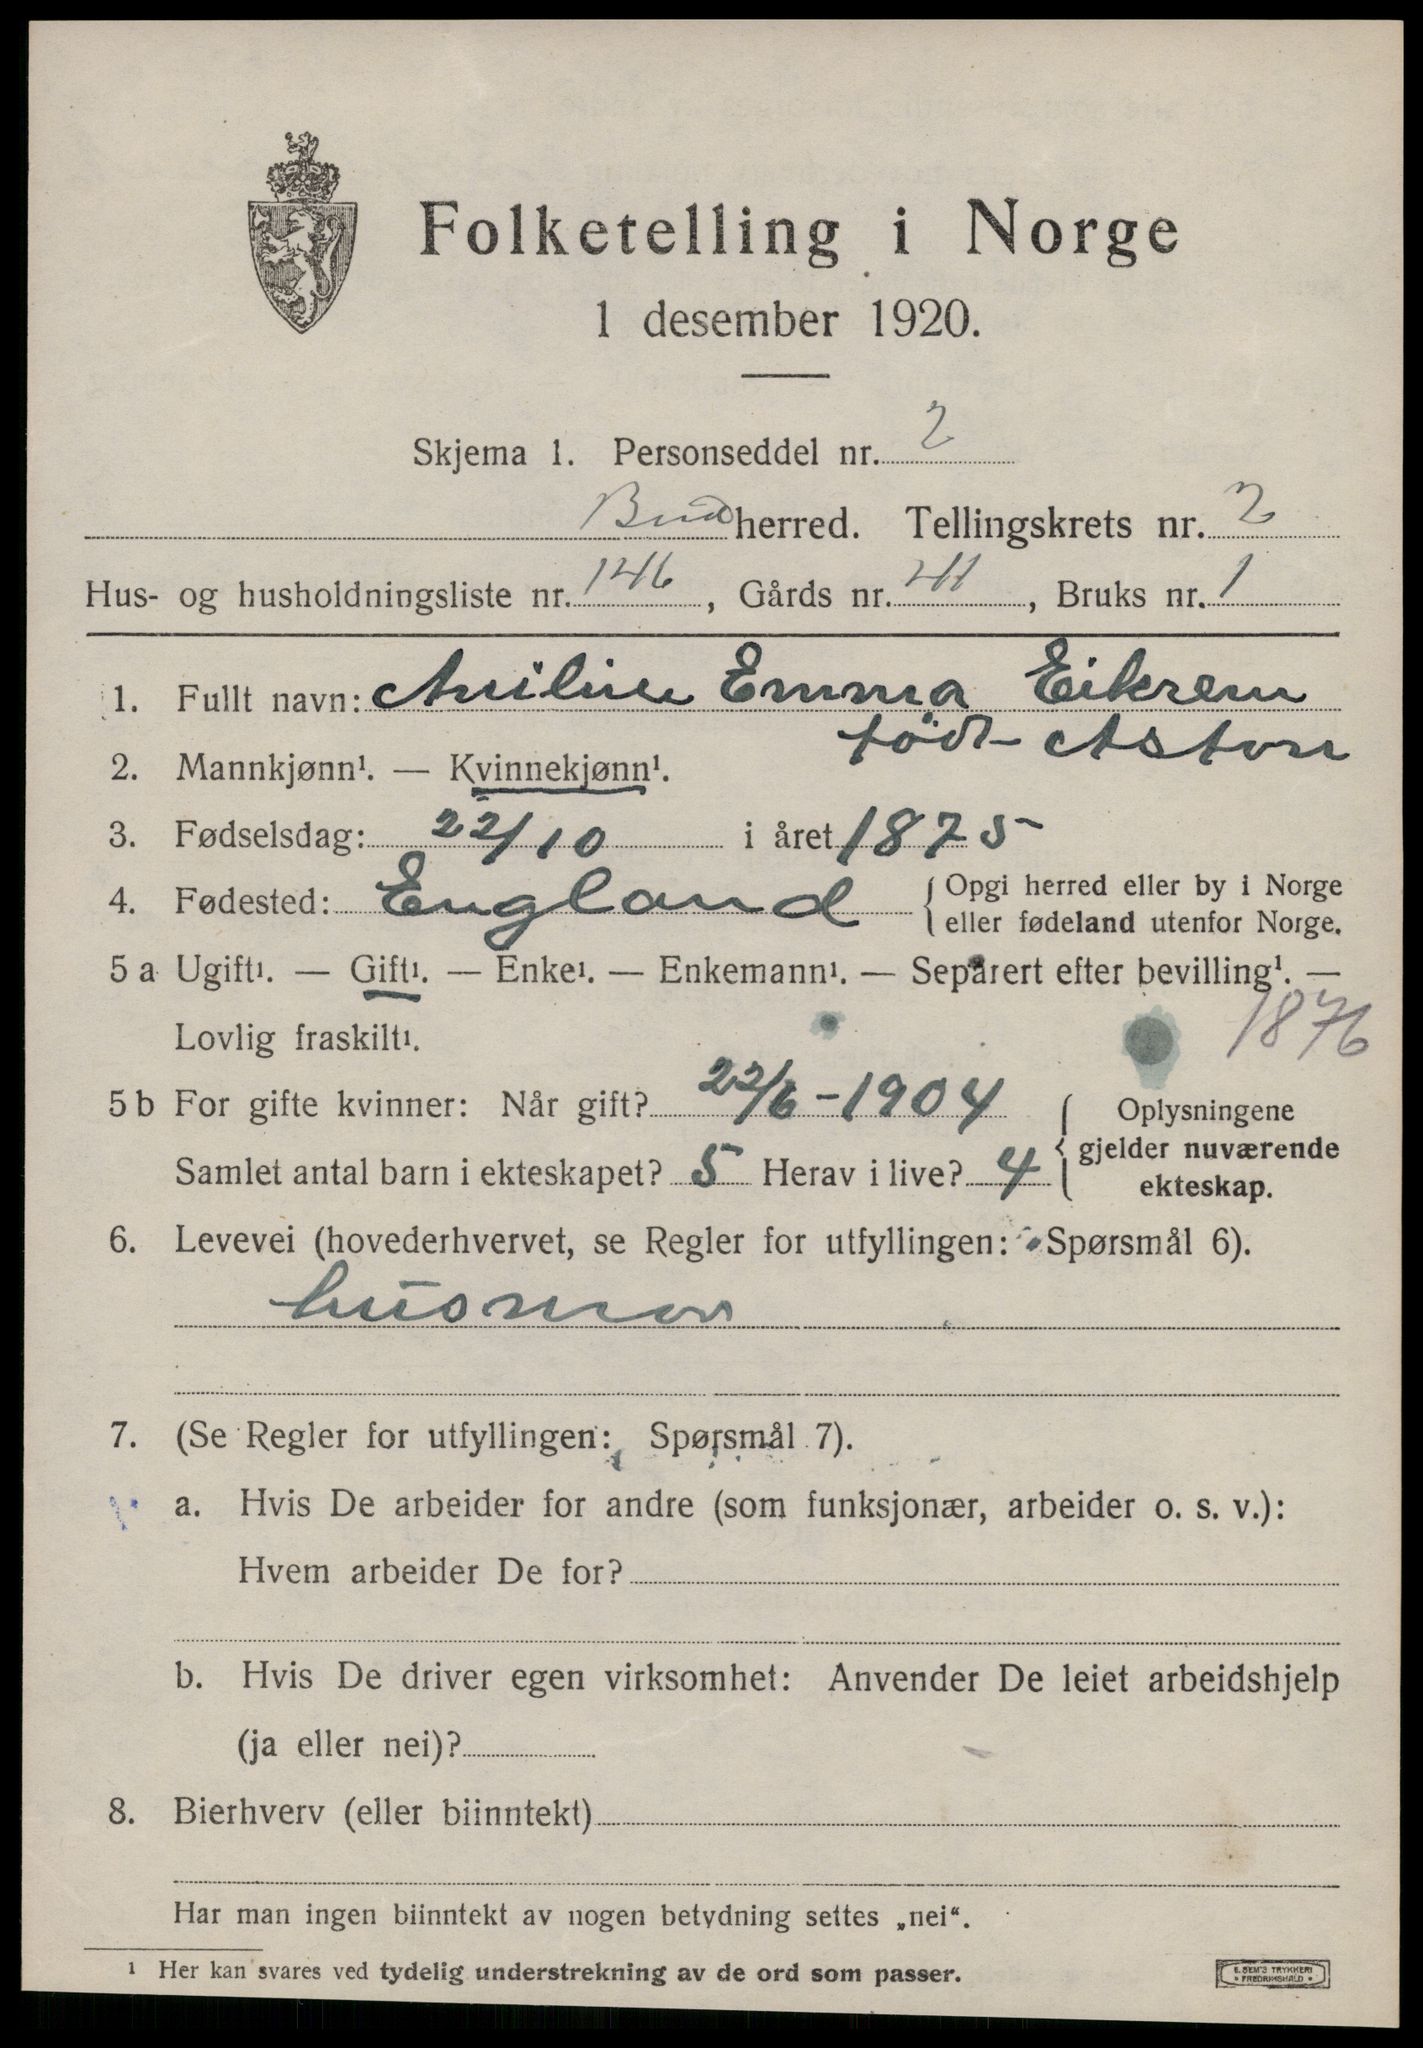 Folketelling i Norge
1 desember 1920.
Skjema 1. Personseddel nr. 2
Bud herred. Tellingskrets nr. 2
Hus- og husholdningsliste nr. 146, Gårds nr. 41, Bruks nr. 1
1. Fullt navn: Emma Eikrem
født Aston
2. Mannkjønn¹. — Kvinnekjønn¹.
3. Fødselsdag: 22/10 i året 1875
4. Fødested: England { Opgi herred eller by i Norge
eller fødeland utenfor Norge.
5 a Ugift¹. — Gift¹. — Enke¹. — Enkemann¹. — Separert efter bevilling¹. —
Lovlig fraskilt¹.
1876
5 b For gifte kvinner: Når gift? 22/6-1904
Samlet antal barn i ekteskapet? 5 Herav i live? 4
{ Oplysningene
gjelder nuværende
ekteskap.
6. Levevei (hovederhvervet, se Regler for utfyllingen: Spørsmål 6).
husmor
7. (Se Regler for utfyllingen: Spørsmål 7).
a. Hvis De arbeider for andre (som funksjonær, arbeider o. s. v.):
Hvem arbeider De for?
b. Hvis De driver egen virksomhet: Anvender De leiet arbeidshjelp
(ja eller nei)?
8. Bierhverv (eller biinntekt)
Har man ingen biinntekt av nogen betydning settes „nei“.
¹ Her kan svares ved tydelig understrekning av de ord som passer.
E. SEM'S TRYKKERI
• FREDRIKSHALD •